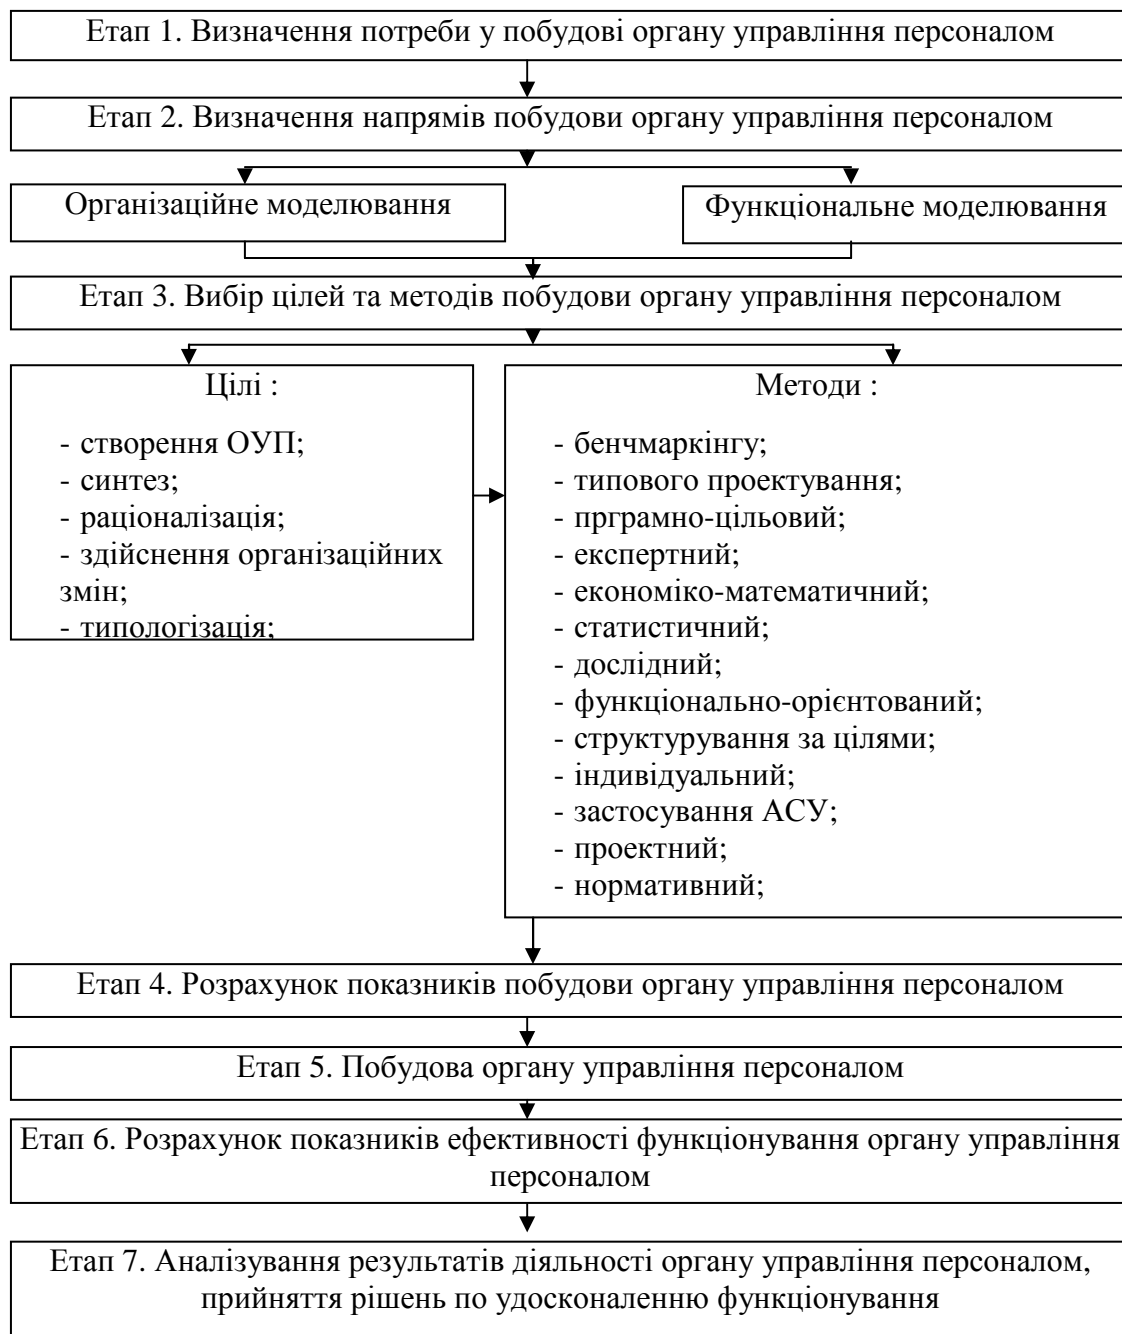 Етап 1. Визначення потреби у побудові органу управління персоналом
Етап 2. Визначення напрямів побудови органу управління персоналом
Організаційне моделювання
Функціональне моделювання
Етап 3. Вибір цілей та методів побудови органу управління персоналом
Цілі :
- створення ОУП;
- синтез;
- раціоналізація;
- здійснення організаційних
змін;
- типологізація;
Методи :
- бенчмаркінгу;
- типового проектування;
- прграмно-цільовий;
- експертний;
- економіко-математичний;
- статистичний;
- дослідний;
- функціонально-орієнтований;
- структурування за цілями;
- індивідуальний;
- застосування АСУ;
- проектний;
- нормативний;
Етап 4. Розрахунок показників побудови органу управління персоналом
Етап 5. Побудова органу управління персоналом
Етап 6. Розрахунок показників ефективності функціонування органу управління
персоналом
Етап 7. Аналізування результатів діяльності органу управління персоналом,
прийняття рішень по удосконаленню функціонування